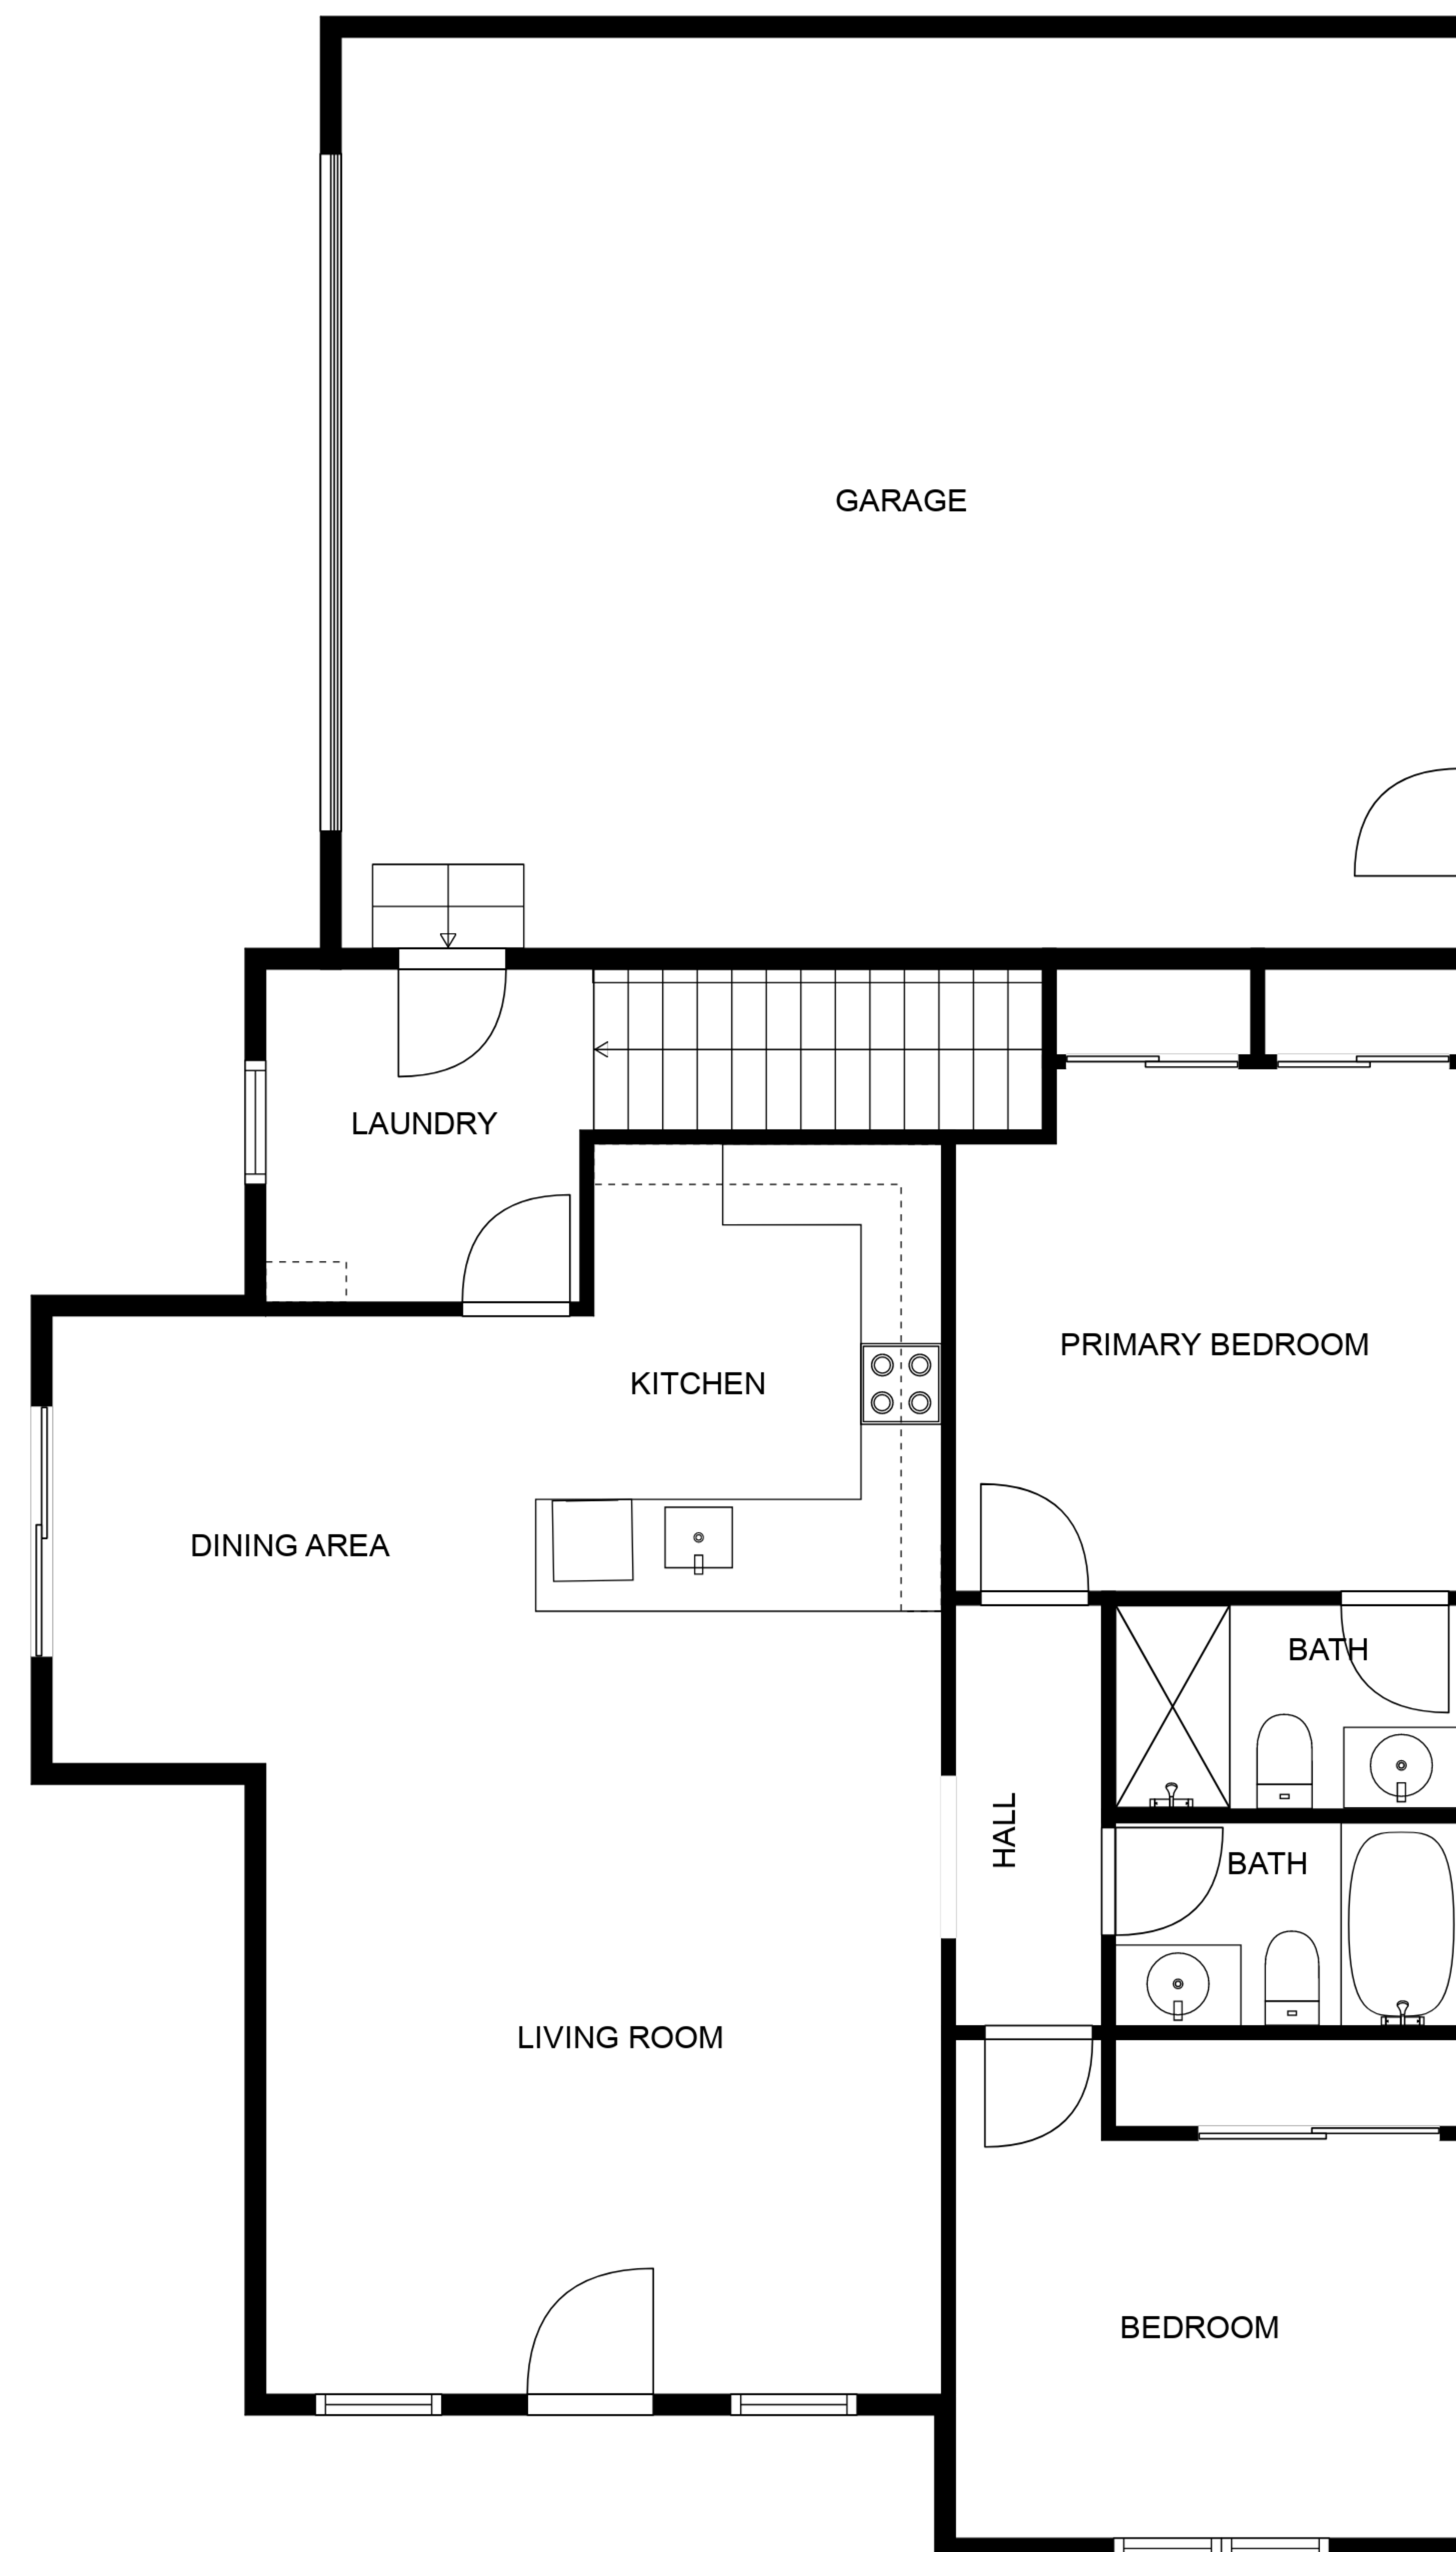 GARAGE
LAUNDRY
PRIMARY BEDROOM
KITCHEN
DINING AREA
BATH
HALL
BATH
LIVING ROOM
BEDROOM